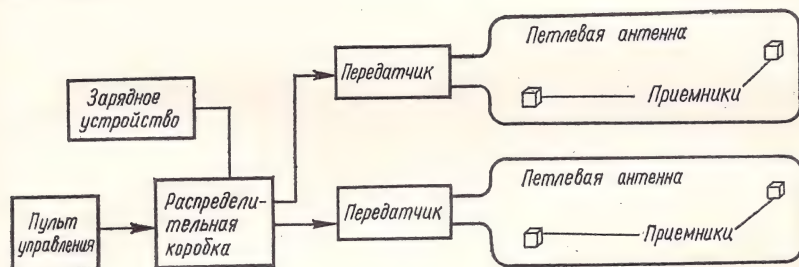 Петлевая антенна
Передатчик
Приемники
Зарядное
устройство
Распредели-
тельная
коробка
Пульт
управления
Петлевая антенна
Передатчик
Приемники